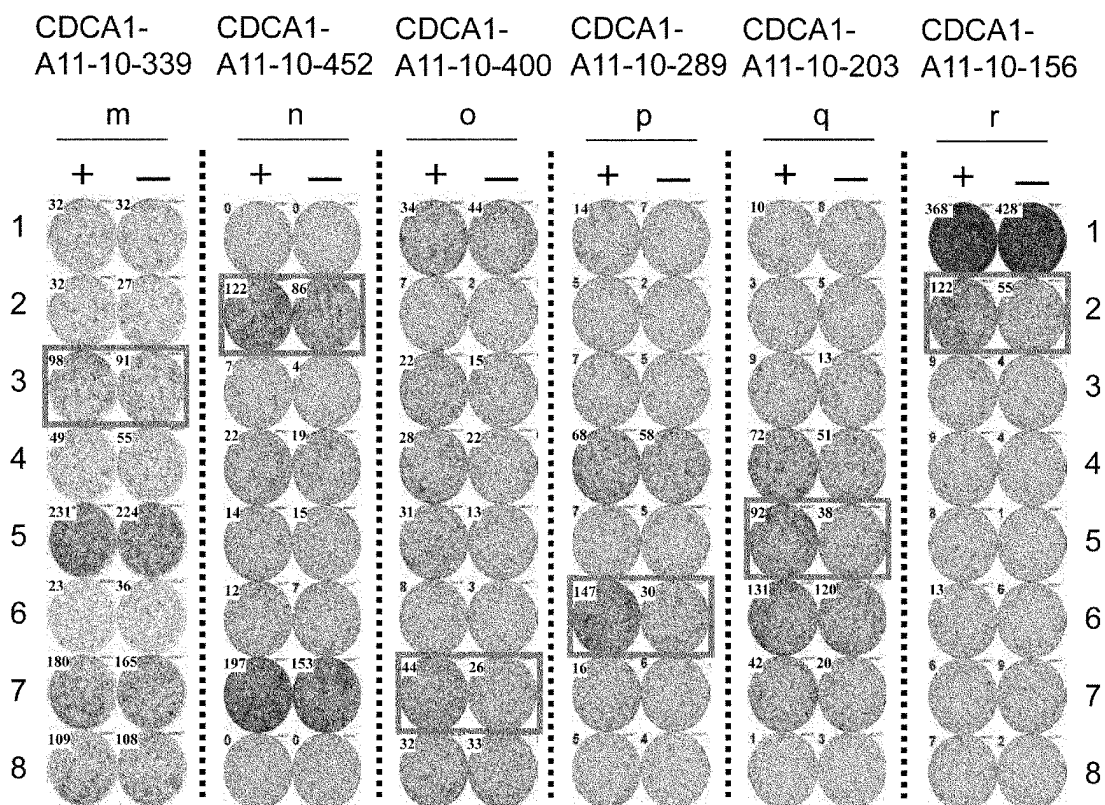 CDCA1- CDCA1- CDCA1- CDCA1- CDCA1- CDCA1-
A11-10-339 A11-10-452 A11-10-400 A11-10-289 A11-10-203 A11-10-156
m n o p q r
+ — + — + — + — + — + —
1 32 32 0 0 34 44 14 7 10 8 368 428 1
2 32 27 122 86 7 2 5 2 3 5 122 55 2
3 98 91 7 4 22 15 7 5 9 13 9 4 3
4 49 55 22 19 28 22 68 58 72 51 9 4 4
5 231 224 14 15 31 13 7 5 92 38 8 1 5
6 23 36 12 7 8 3 147 30 131 120 13 6 6
7 180 165 197 153 44 26 16 6 42 20 6 9 7
8 109 108 0 0 32 33 5 4 1 3 7 2 8